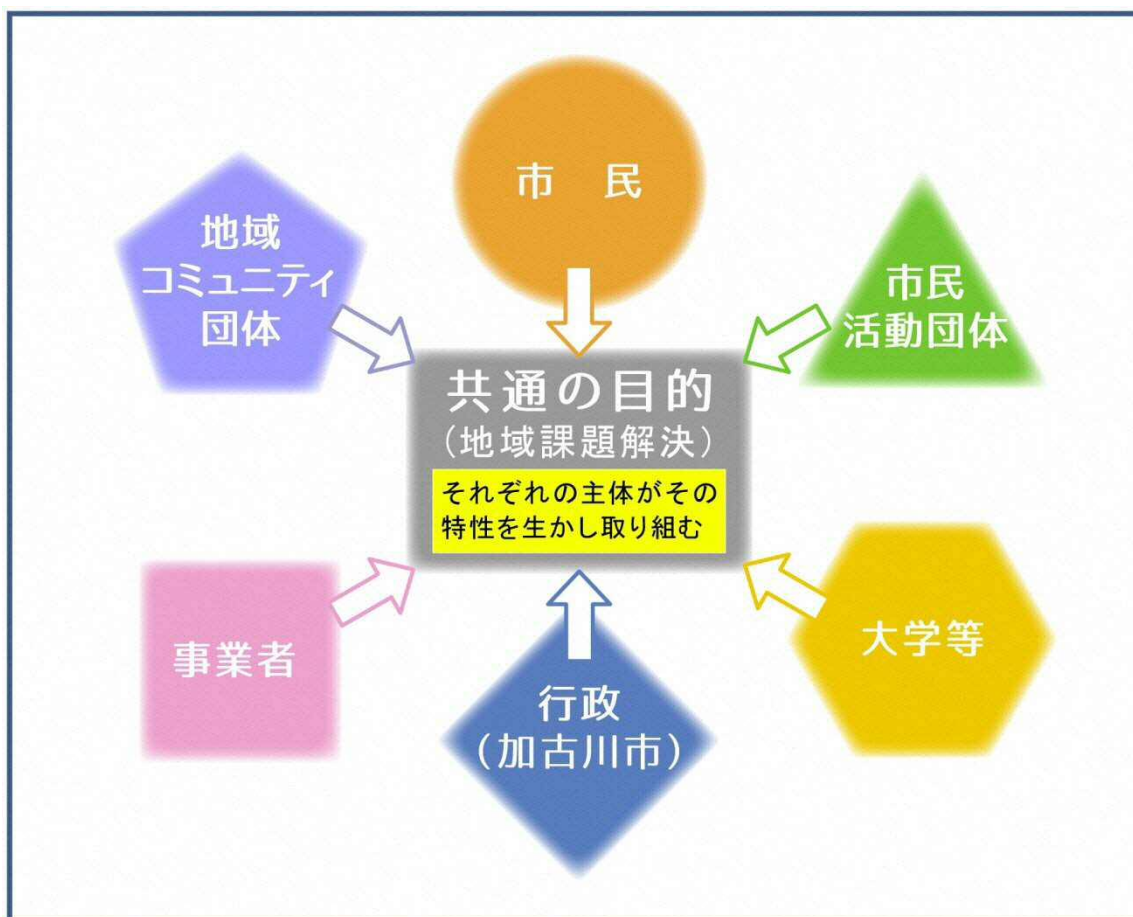 市　民
地域
コミュニティ
団体
市民
活動団体
共通の目的
（地域課題解決）
それぞれの主体がその
特性を生かし取り組む
事業者
行政
（加古川市）
大学等